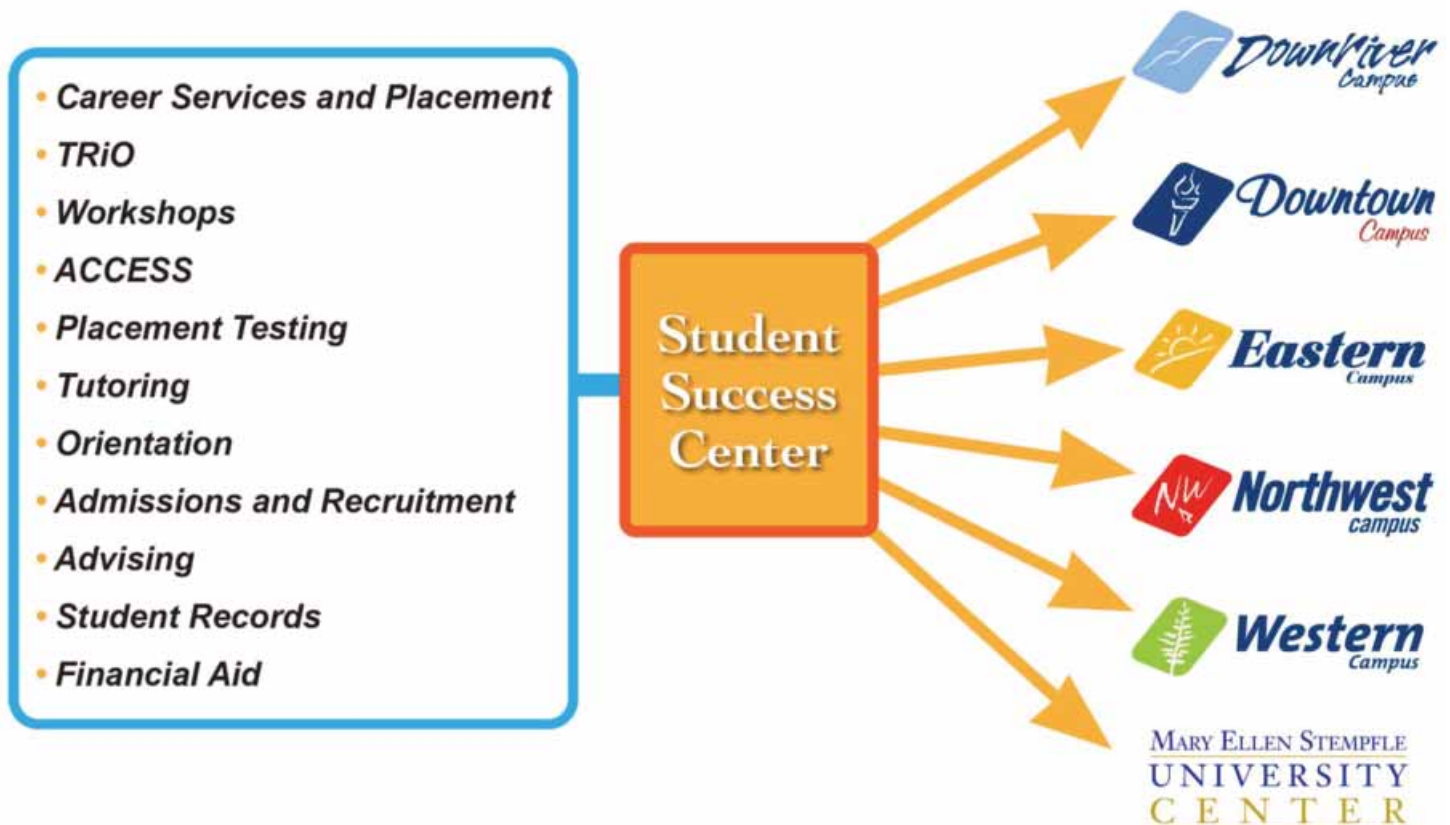 • Career Services and Placement
• TRiO
• Workshops
• ACCESS
• Placement Testing
• Tutoring
• Orientation
• Admissions and Recruitment
• Advising
• Student Records
• Financial Aid
Student
Success
Center
DownRiver
Campus
Downtown
Campus
Eastern
Campus
NW
Northwest
campus
Western
Campus
MARY ELLEN STEMPFLE
UNIVERSITY
CENTER